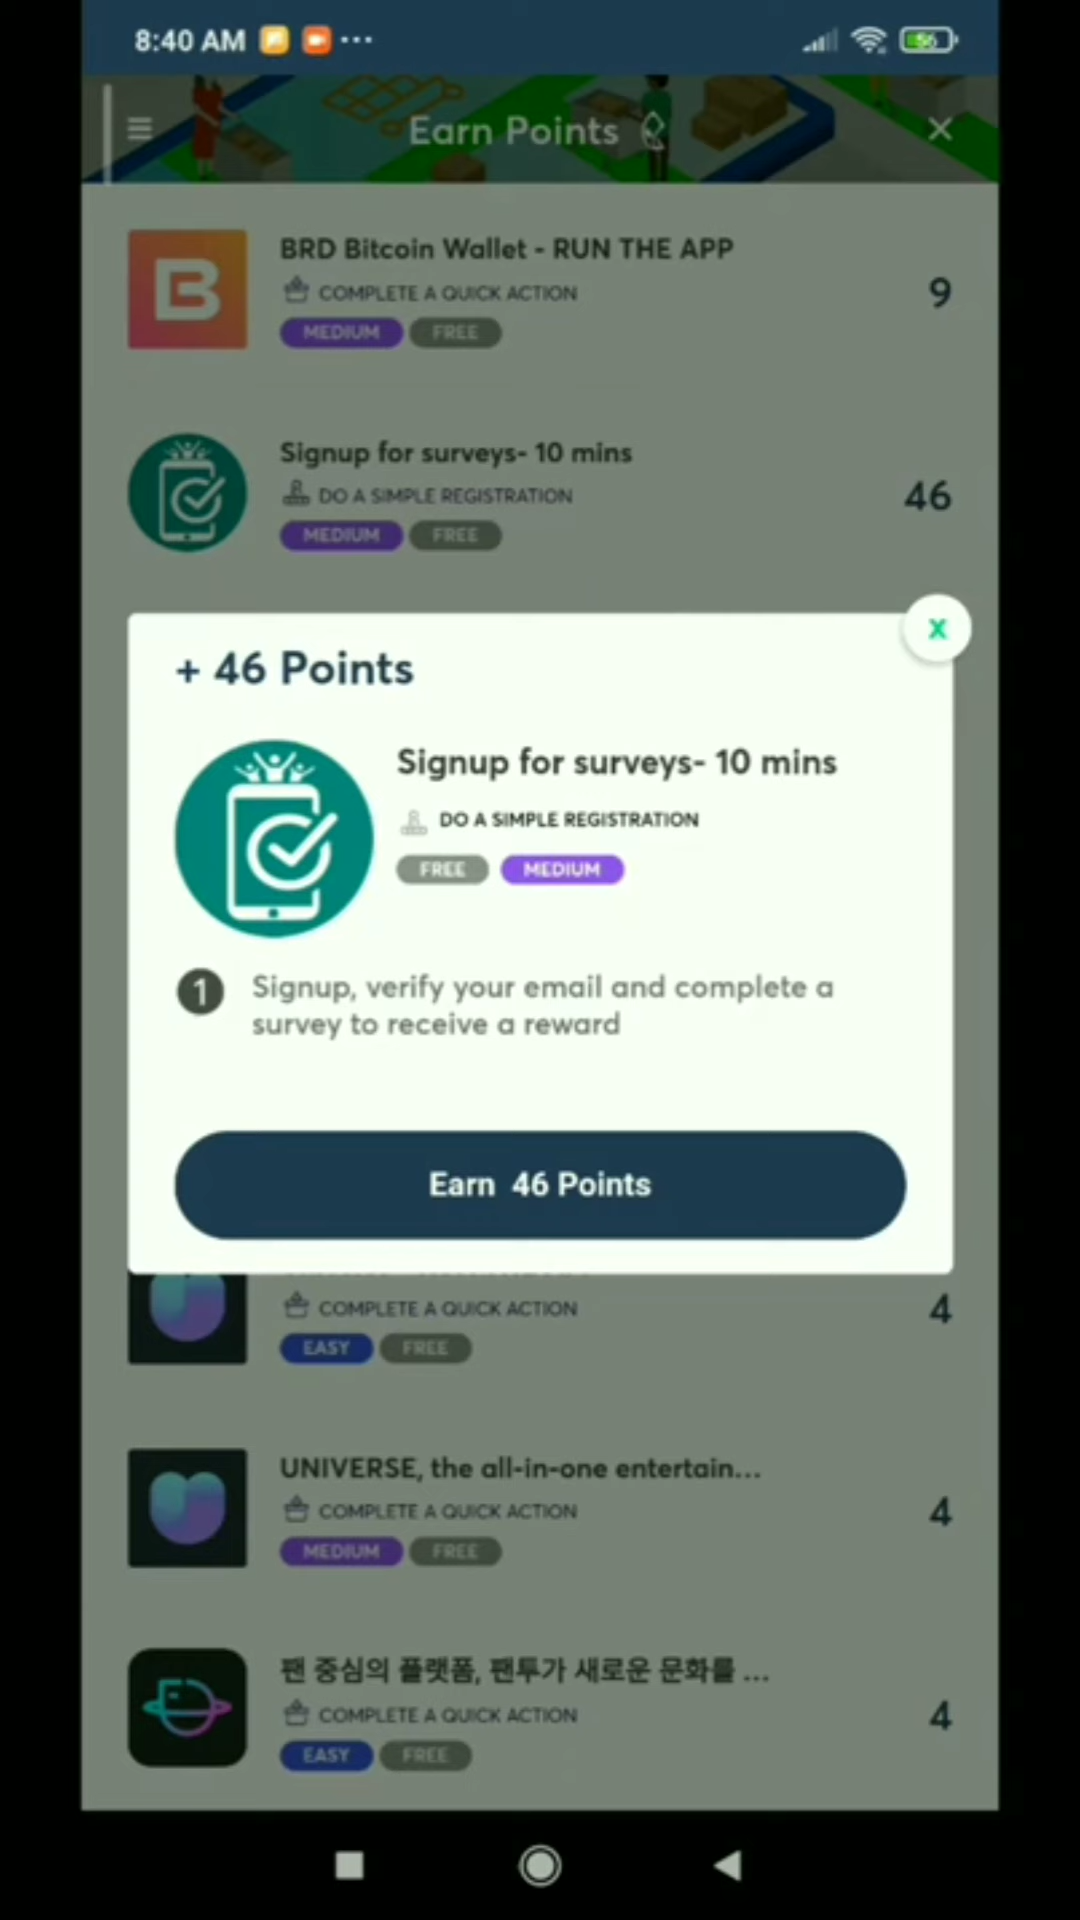 8:40 AM
56
Earn Points
BRD Bitcoin Wallet - RUN THE APP
COMPLETE A QUICK ACTION
9
MEDIUM FREE
Signup for surveys- 10 mins
DO A SIMPLE REGISTRATION
46
MEDIUM FREE
x
+ 46 Points
Signup for surveys- 10 mins
DO A SIMPLE REGISTRATION
FREE MEDIUM
1 Signup, verify your email and complete a
survey to receive a reward
Earn 46 Points
COMPLETE A QUICK ACTION
4
EASY FREE
UNIVERSE, the all-in-one entertain...
COMPLETE A QUICK ACTION
4
MEDIUM FREE
팬 중심의 플랫폼, 팬투가 새로운 문화를 ...
COMPLETE A QUICK ACTION
4
EASY FREE